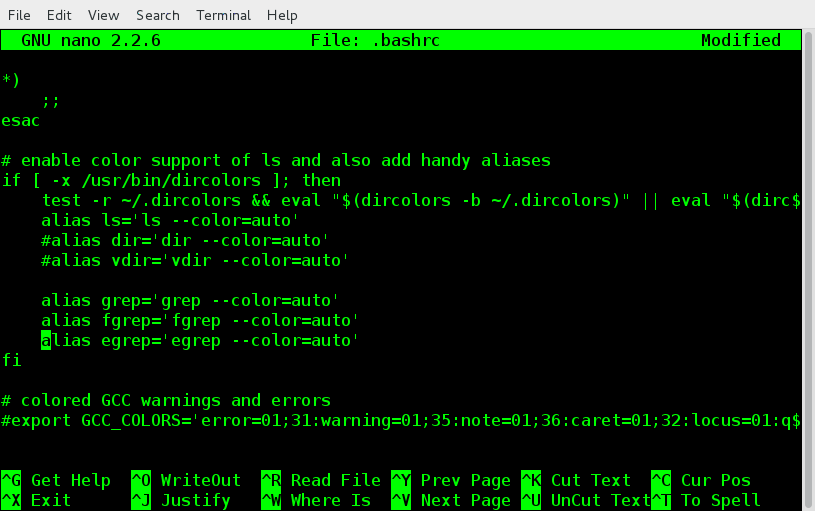 File Edit View Search Terminal Help
GNU nano 2.2.6 File: .bashrc Modified
*)
    ;;
esac
# enable color support of ls and also add handy aliases
if [ -x /usr/bin/dircolors ]; then
    test -r ~/.dircolors && eval "$(dircolors -b ~/.dircolors)" || eval "$(dirc$
    alias ls='ls --color=auto'
    #alias dir='dir --color=auto'
    #alias vdir='vdir --color=auto'
    alias grep='grep --color=auto'
    alias fgrep='fgrep --color=auto'
    alias egrep='egrep --color=auto'
fi
# colored GCC warnings and errors
#export GCC_COLORS='error=01;31:warning=01;35:note=01;36:caret=01;32:locus=01:q$
^G Get Help ^O WriteOut ^R Read File ^Y Prev Page ^K Cut Text ^C Cur Pos
^X Exit ^J Justify ^W Where Is ^V Next Page ^U UnCut Text ^T To Spell